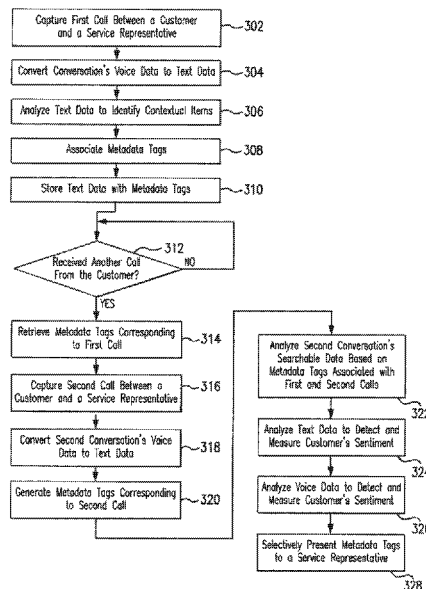 Capture First Call Between a Customer
and a Service Representative
302
Convert Conversation's Voice Data to Text Data
304
Analyze Text Data to Identify Contextual Items
306
Associate Metadata Tags
308
Store Text Data with Metadata Tags
310
312
Received Another Call
From the Customer?
NO
YES
Retrieve Metadata Tags Corresponding
to First Call
314
Capture Second Call Between a
Customer and a Service Representative
316
Convert Second Conversation's Voice
Data to Text Data
318
Generate Metadata Tags Corresponding
to Second Call
320
Analyze Second Conversation's
Searchable Data Based on
Metadata Tags Associated with
First and Second Calls
322
Analyze Text Data to Detect and
Measure Customer's Sentiment
324
Analyze Voice Data to Detect and
Measure Customer's Sentiment
326
Selectively Present Metadata Tags
to a Service Representative
328